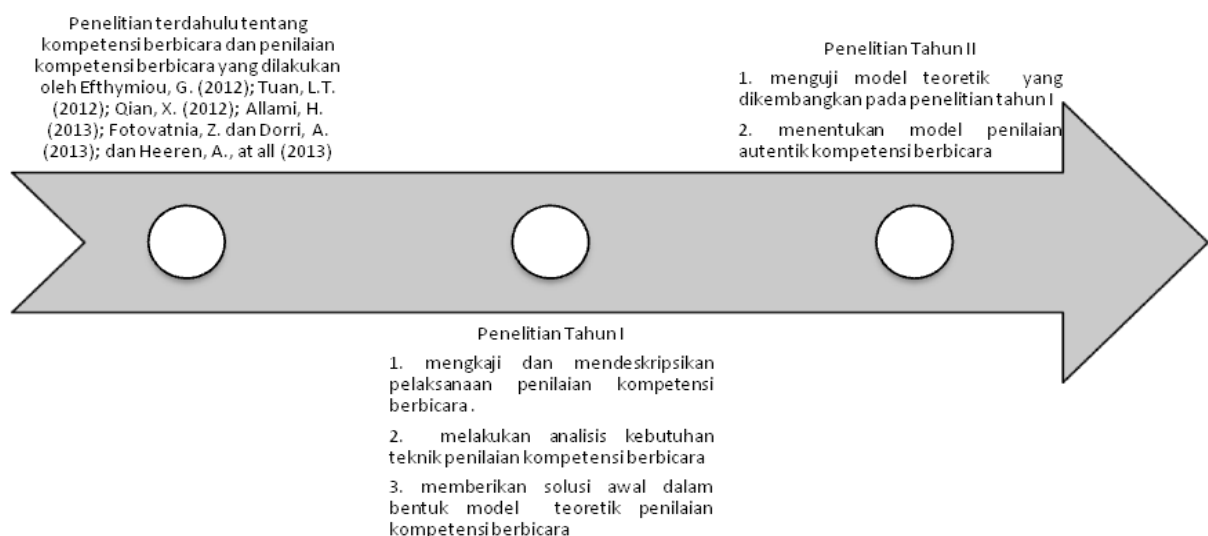 Penelitian terdahulu tentang
kompetensi berbicara dan penilaian
kompetensi berbicara yang dilakukan
oleh Efthymiou, G. (2012); Tuan, L.T.
(2012); Qian, X. (2012); Allami, H.
(2013); Fotovatnia, Z. dan Dorri, A.
(2013); dan Heeren, A., at all (2013)
Penelitian Tahun I
1. mengkaji dan mendeskripsikan
pelaksanaan penilaian kompetensi
berbicara .
2. melakukan analisis kebutuhan
teknik penilaian kompetensi berbicara
3. memberikan solusi awal dalam
bentuk model teoretik penilaian
kompetensi berbicara
Penelitian Tahun II
1. menguji model teoretik yang
dikembangkan pada penelitian tahun I
2. menentukan model penilaian
autentik kompetensi berbicara